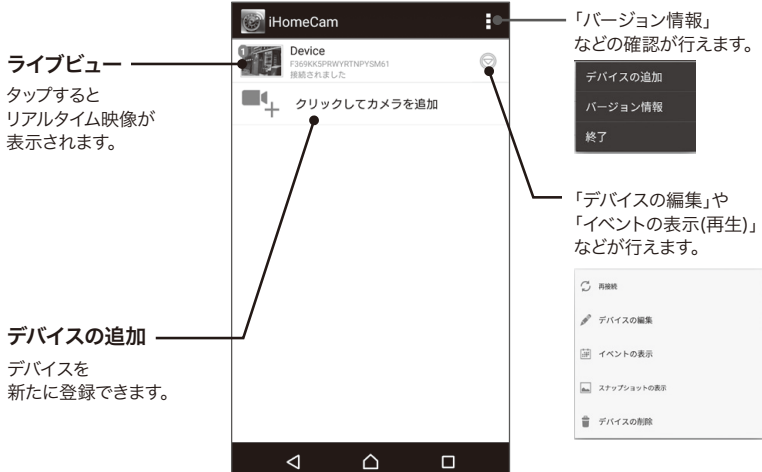 iHomeCam
1
Device
F369KK5PRWYRTNPYSM61
接続されました
クリックしてカメラを追加
ライブビュー
タップすると
リアルタイム映像が
表示されます。
デバイスの追加
デバイスを
新たに登録できます。
「バージョン情報」
などの確認が行えます。
デバイスの追加
バージョン情報
終了
「デバイスの編集」や
「イベントの表示(再生)」
などが行えます。
再接続
デバイスの編集
イベントの表示
スナップショットの表示
デバイスの削除